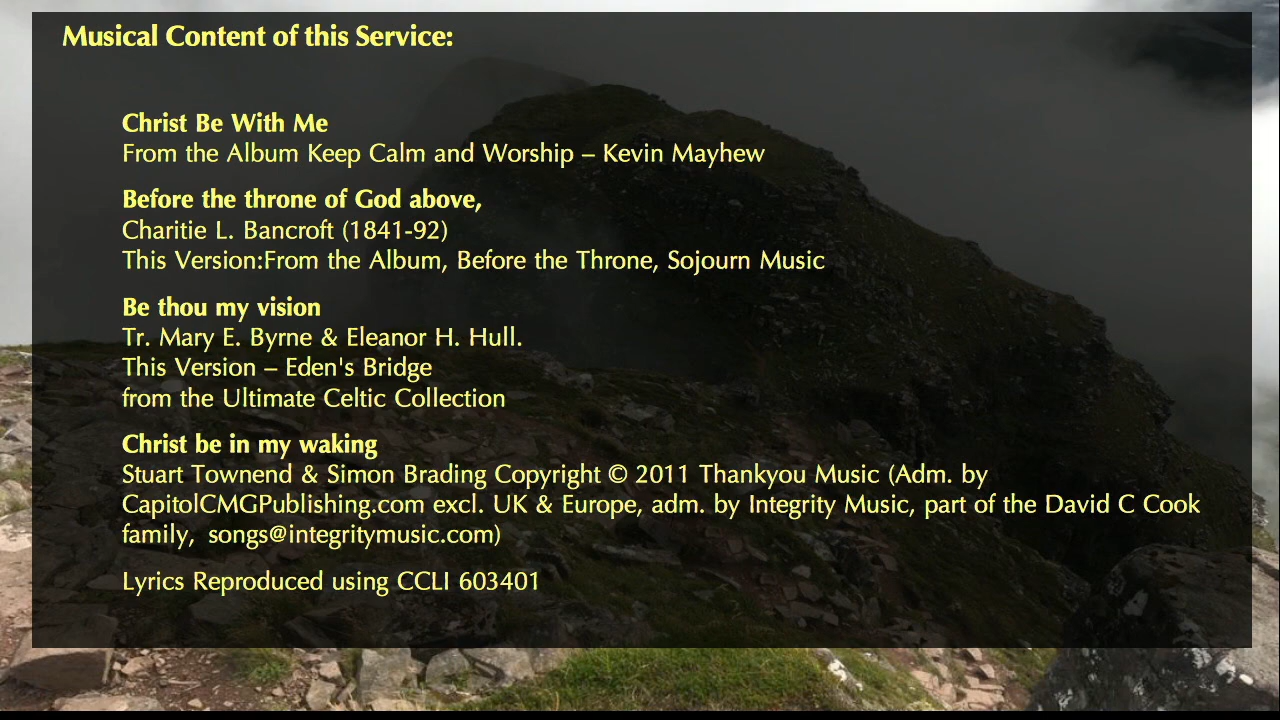 Musical Content of this Service:
Christ Be With Me
From the Album Keep Calm and Worship – Kevin Mayhew
Before the throne of God above,
Charitie L. Bancroft (1841-92)
This Version:From the Album, Before the Throne, Sojourn Music
Be thou my vision
Tr. Mary E. Byrne & Eleanor H. Hull.
This Version – Eden's Bridge
from the Ultimate Celtic Collection
Christ be in my waking
Stuart Townend & Simon Brading Copyright © 2011 Thankyou Music (Adm. by
CapitolCMGPublishing.com excl. UK & Europe, adm. by Integrity Music, part of the David C Cook
family,  songs@integritymusic.com)
Lyrics Reproduced using CCLI 603401